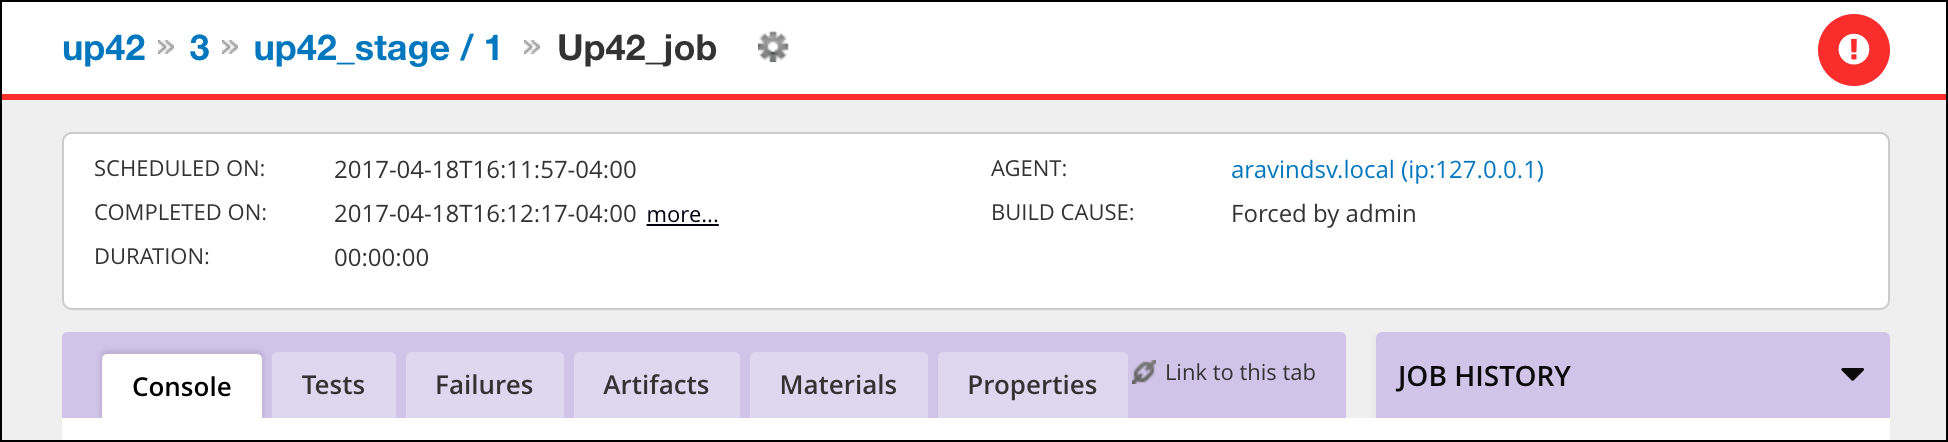 up42 » 3 » up42_stage / 1 » Up42_job
SCHEDULED ON: 2017-04-18T16:11:57-04:00
COMPLETED ON: 2017-04-18T16:12:17-04:00 more...
DURATION: 00:00:00
AGENT: aravindsv.local (ip:127.0.0.1)
BUILD CAUSE: Forced by admin
Console Tests Failures Artifacts Materials Properties Link to this tab
JOB HISTORY